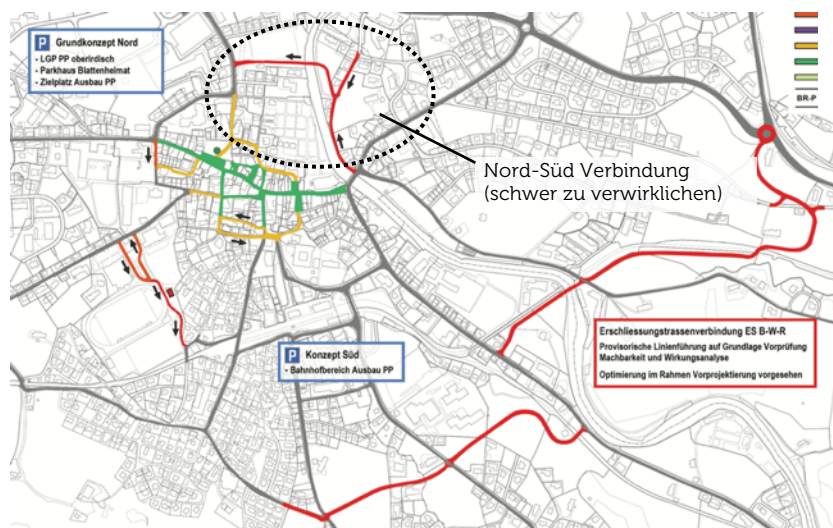 P Grundkonzept Nord
- LGP PP oberirdisch
- Parkhaus Blattenheimat
- Zielplatz Ausbau PP
BR-P
Nord-Süd Verbindung
(schwer zu verwirklichen)
Erschliessungstrassenverbindung ES B-W-R
Provisorische Linienführung auf Grundlage Vorprüfung
Machbarkeit und Wirkungsanalyse
Optimierung im Rahmen Vorprojektierung vorgesehen
P Konzept Süd
- Bahnhofbereich Ausbau PP